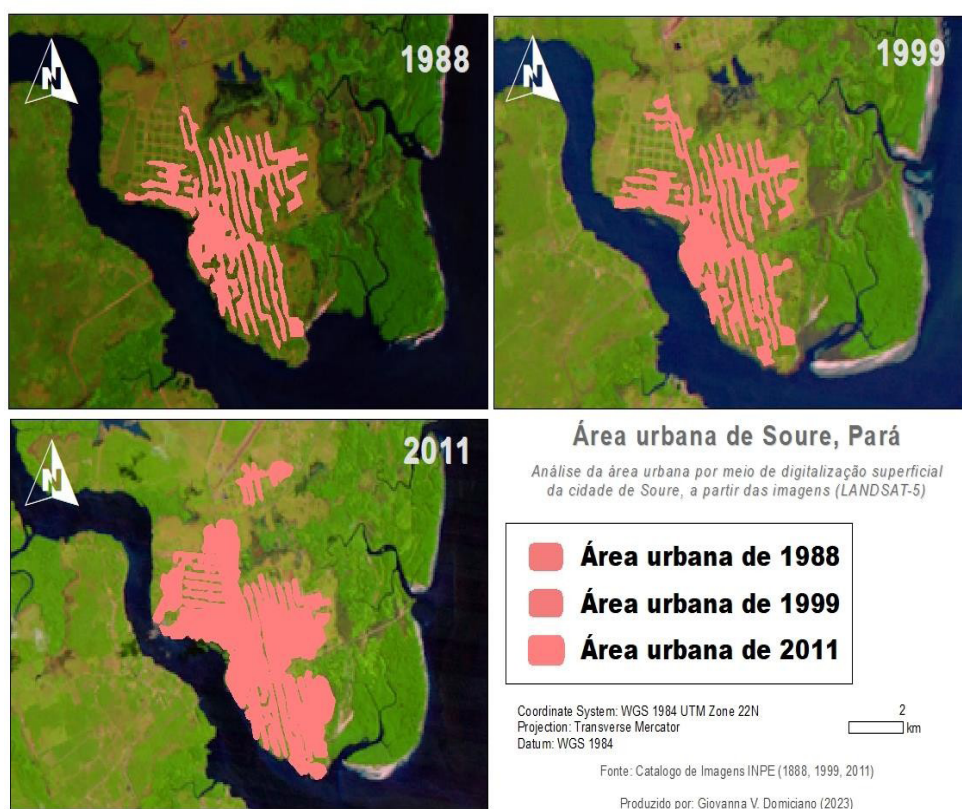 N
1988
N
1999
N
2011
Área urbana de Soure, Pará
Análise da área urbana por meio de digitalização superficial
da cidade de Soure, a partir das imagens (LANDSAT-5)
Área urbana de 1988
Área urbana de 1999
Área urbana de 2011
Coordinate System: WGS 1984 UTM Zone 22N
Projection: Transverse Mercator
Datum: WGS 1984
2
km
Fonte: Catalogo de Imagens INPE (1888, 1999, 2011)
Produzido por: Giovanna V. Domiciano (2023)